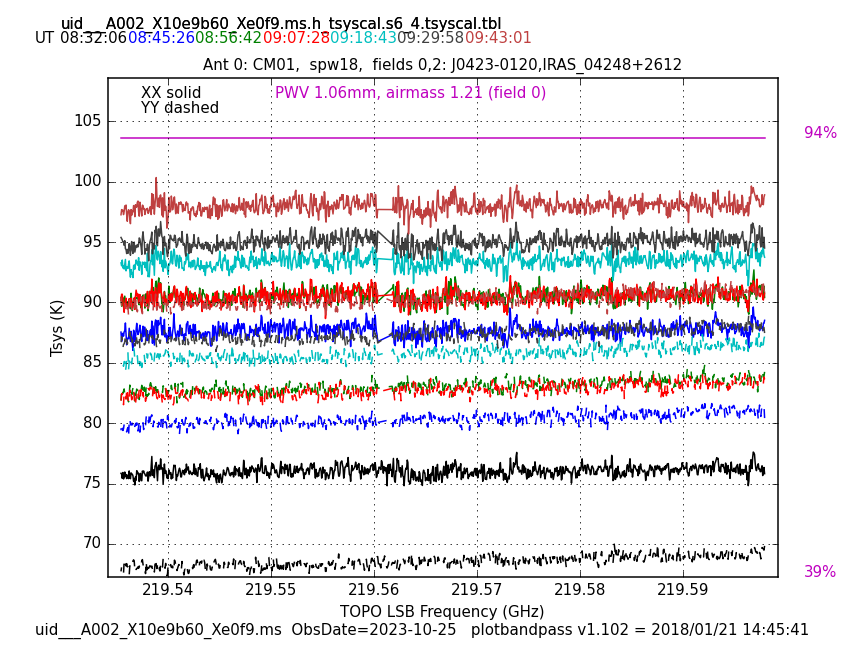 uid___A002_X10e9b60_Xe0f9.ms.h_tsyscal.s6_4.tsyscal.tbl
UT 08:32:06 08:45:26 08:56:42 09:07:28 09:18:43 09:29:58 09:43:01
Ant 0: CM01,  spw18,  fields 0,2: J0423-0120,IRAS_04248+2612
XX solid
PWV 1.06mm, airmass 1.21 (field 0)
YY dashed
105
94%
100
95
90
Tsys (K)
85
80
75
70
39%
219.54 219.55 219.56 219.57 219.58 219.59
TOPO LSB Frequency (GHz)
uid___A002_X10e9b60_Xe0f9.ms  ObsDate=2023-10-25   plotbandpass v1.102 = 2018/01/21 14:45:41